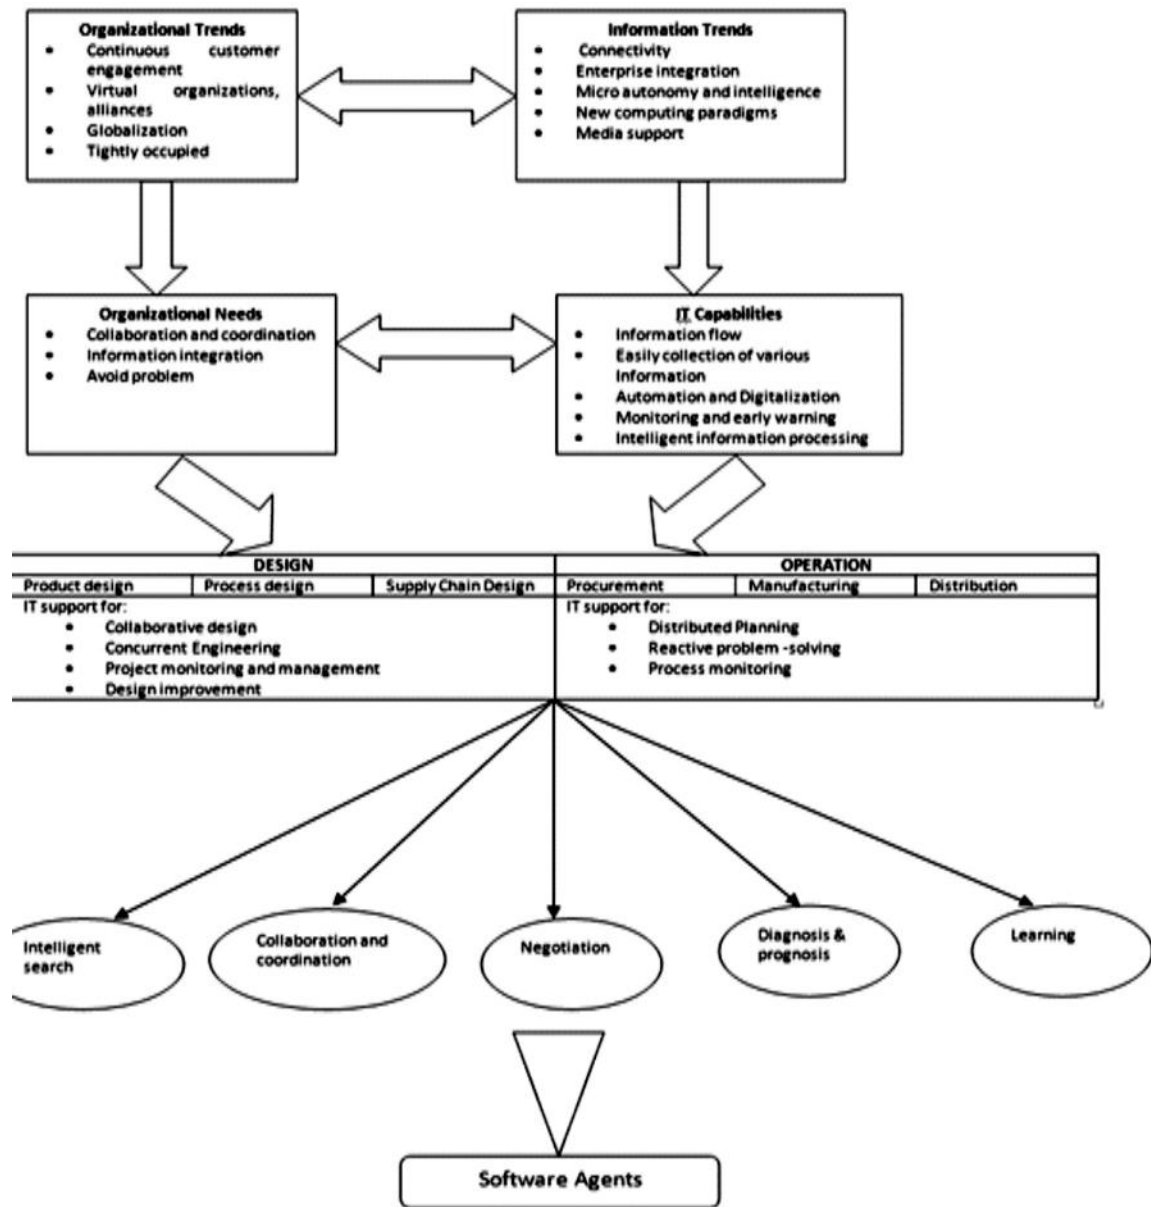 Organizational Trends
• Continuous customer
engagement
• Virtual organizations,
alliances
• Globalization
• Tightly occupied
Information Trends
• Connectivity
• Enterprise integration
• Micro autonomy and intelligence
• New computing paradigms
• Media support
Organizational Needs
• Collaboration and coordination
• Information integration
• Avoid problem
IT Capabilities
• Information flow
• Easily collection of various
Information
• Automation and Digitalization
• Monitoring and early warning
• Intelligent information processing
DESIGN
Product design
Process design
Supply Chain Design
IT support for:
• Collaborative design
• Concurrent Engineering
• Project monitoring and management
• Design improvement
OPERATION
Procurement
Manufacturing
Distribution
IT support for:
• Distributed Planning
• Reactive problem -solving
• Process monitoring
Intelligent
search
Collaboration and
coordination
Negotiation
Diagnosis &
prognosis
Learning
Software Agents